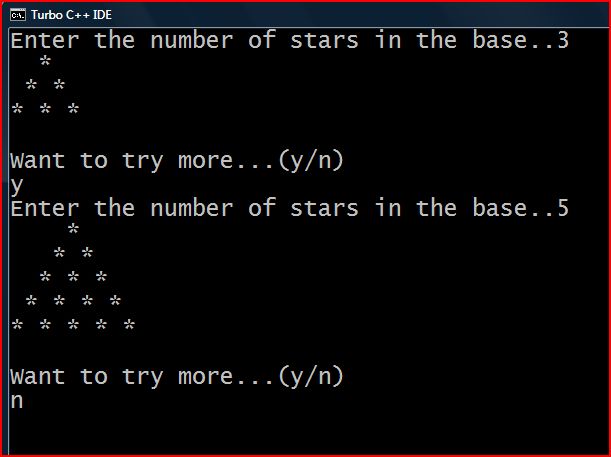 Turbo C++ IDE
Enter the number of stars in the base..3
  *
 * *
* * *
Want to try more...(y/n)
y
Enter the number of stars in the base..5
    *
   * *
  * * *
 * * * *
* * * * *
Want to try more...(y/n)
n